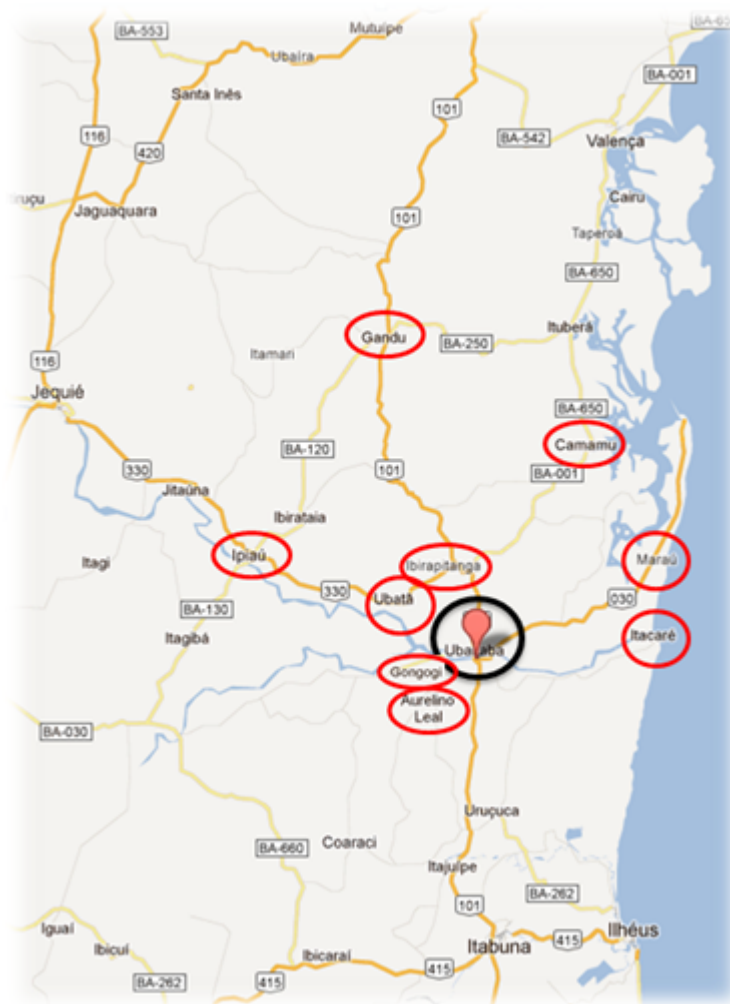 BA-6
BA-553
Mutuípe
Ubaíra
BA-001
Santa Inês
101
116
BA-542
Valença
420
Cairu
Jaguaquara
101
Taperoá
BA-650
Ituberá
Gandu
BA-250
Itamari
116
Jequié
BA-650
Camamu
BA-120
330
101
BA-001
Jitaúna
Ibirataia
Ipiaú
Ibirapitanga
Maraú
Itagi
330
Ubatã
030
BA-130
Itagibá
Itacaré
Gongogi
Aurelino
Leal
BA-030
Uruçuca
Coaraci
BA-660
Itajuípe
BA-262
101
Iguaí
Ilhéus
Ibicuí
Itabuna
415
Ibicaraí
415
BA-262
415